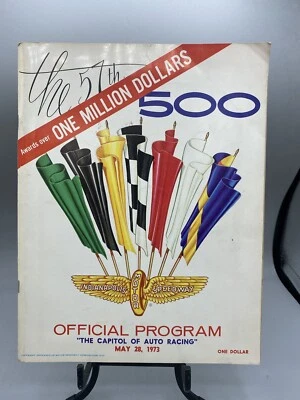 the 57th
500
Awards over ONE MILLION DOLLARS
INDIANAPOLIS MOTOR SPEEDWAY
OFFICIAL PROGRAM
"THE CAPITOL OF AUTO RACING"
MAY 28, 1973
ONE DOLLAR